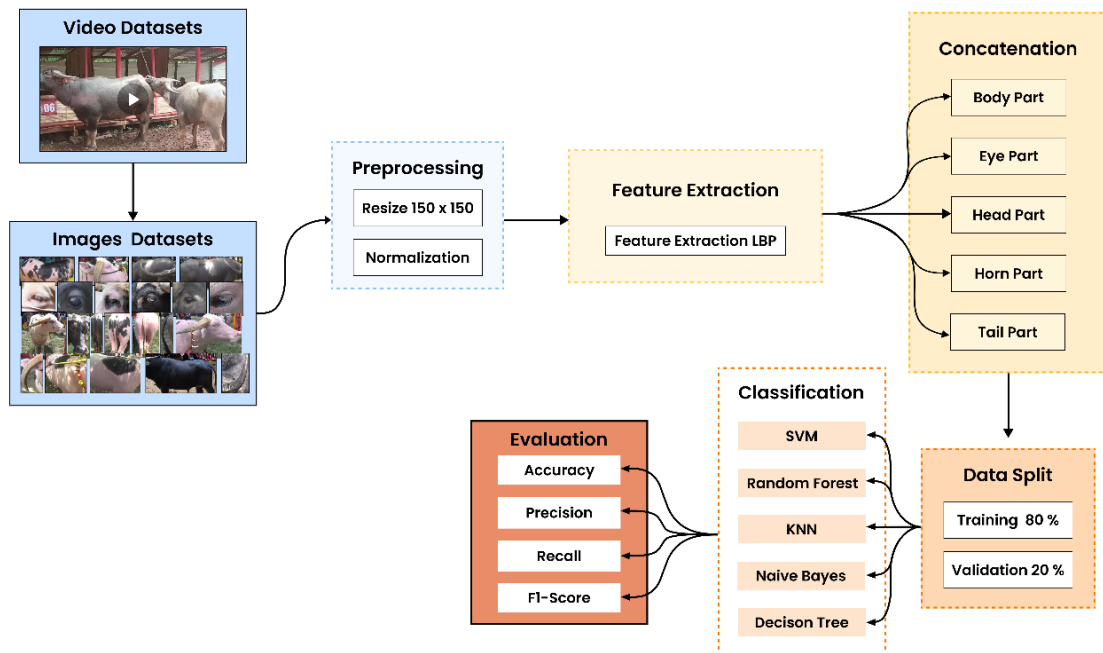 Video Datasets
06
Images Datasets
Preprocessing
Resize 150 x 150
Normalization
Feature Extraction
Feature Extraction LBP
Concatenation
Body Part
Eye Part
Head Part
Horn Part
Tail Part
Data Split
Training 80 %
Validation 20 %
Classification
SVM
Random Forest
KNN
Naive Bayes
Decison Tree
Evaluation
Accuracy
Precision
Recall
F1-Score